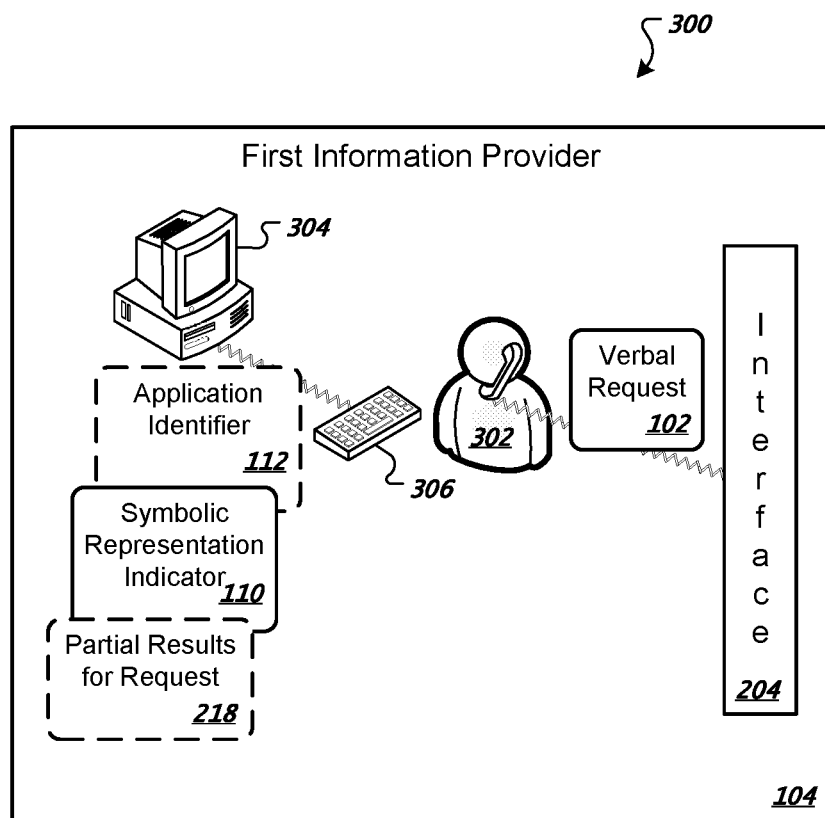 300
First Information Provider
304
Application
Identifier
112
306
302
Verbal
Request
102
Symbolic
Representation
Indicator
110
Partial Results
for Request
218
Interface
204
104